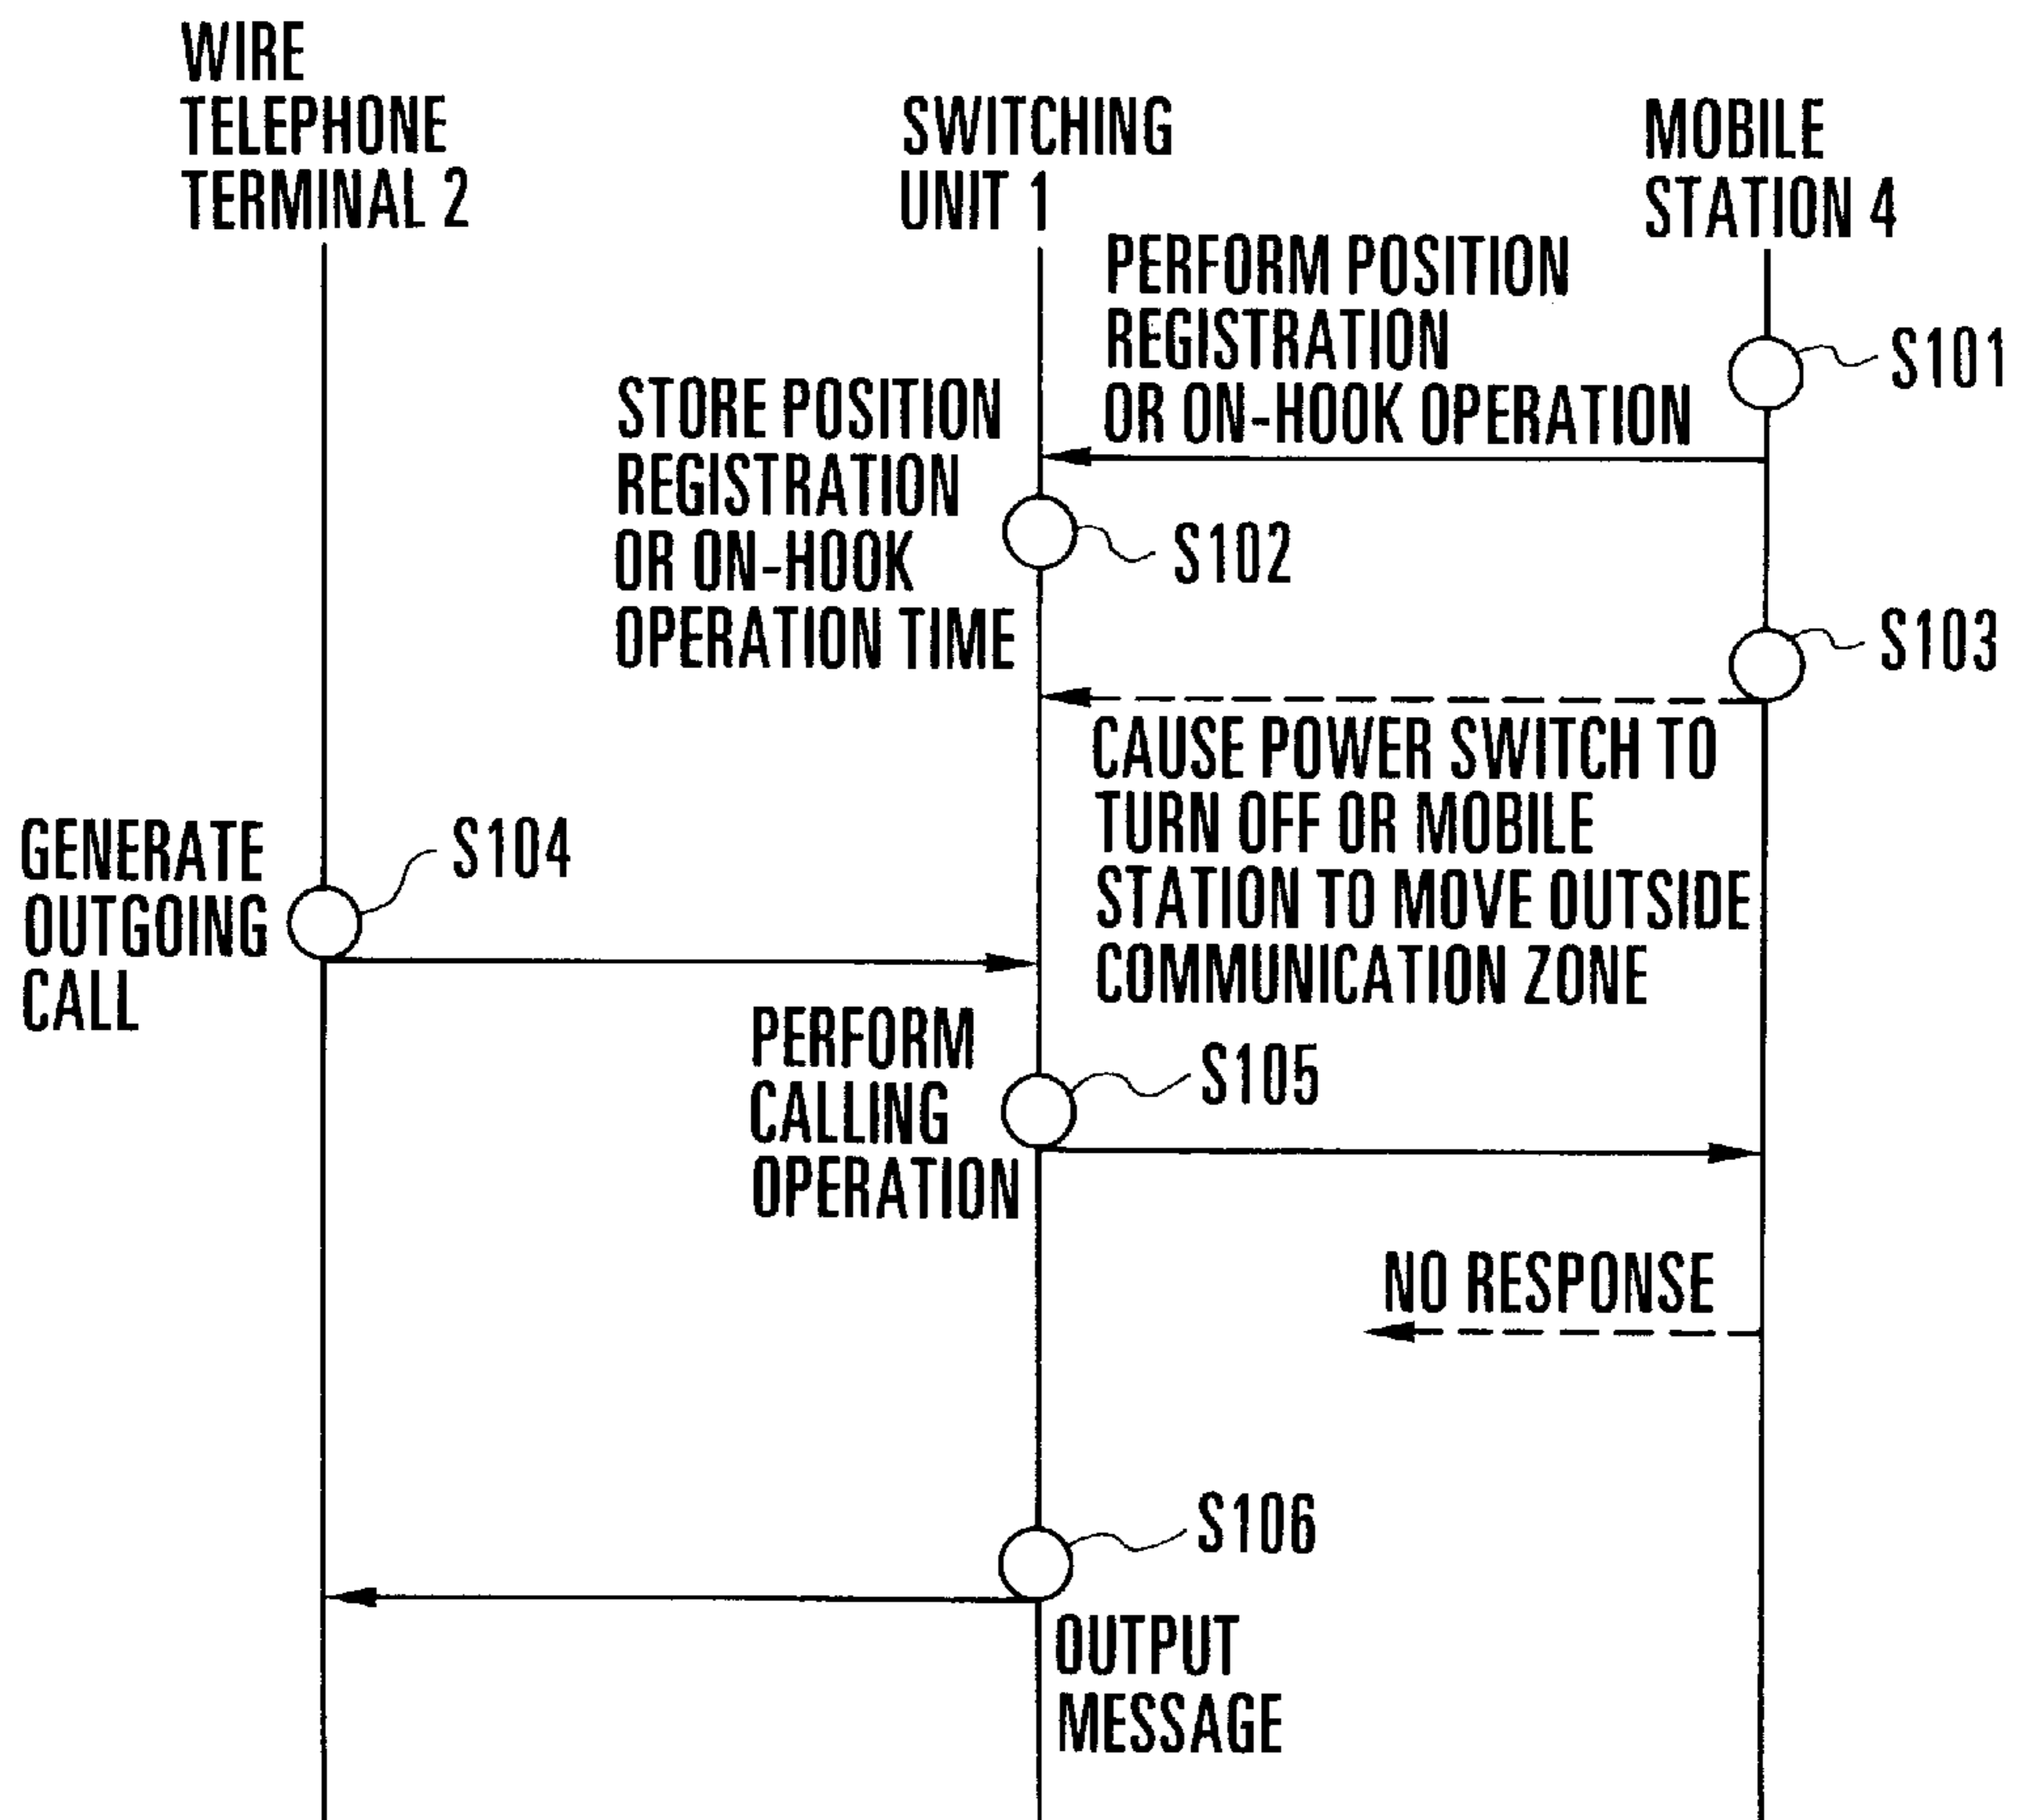 WIRE
TELEPHONE
TERMINAL 2
SWITCHING
UNIT 1
MOBILE
STATION 4
PERFORM POSITION
REGISTRATION
OR ON-HOOK OPERATION
S101
STORE POSITION
REGISTRATION
OR ON-HOOK
OPERATION TIME
S102
S103
CAUSE POWER SWITCH TO
TURN OFF OR MOBILE
STATION TO MOVE OUTSIDE
COMMUNICATION ZONE
GENERATE
OUTGOING
CALL
S104
PERFORM
CALLING
OPERATION
S105
NO RESPONSE
S106
OUTPUT
MESSAGE